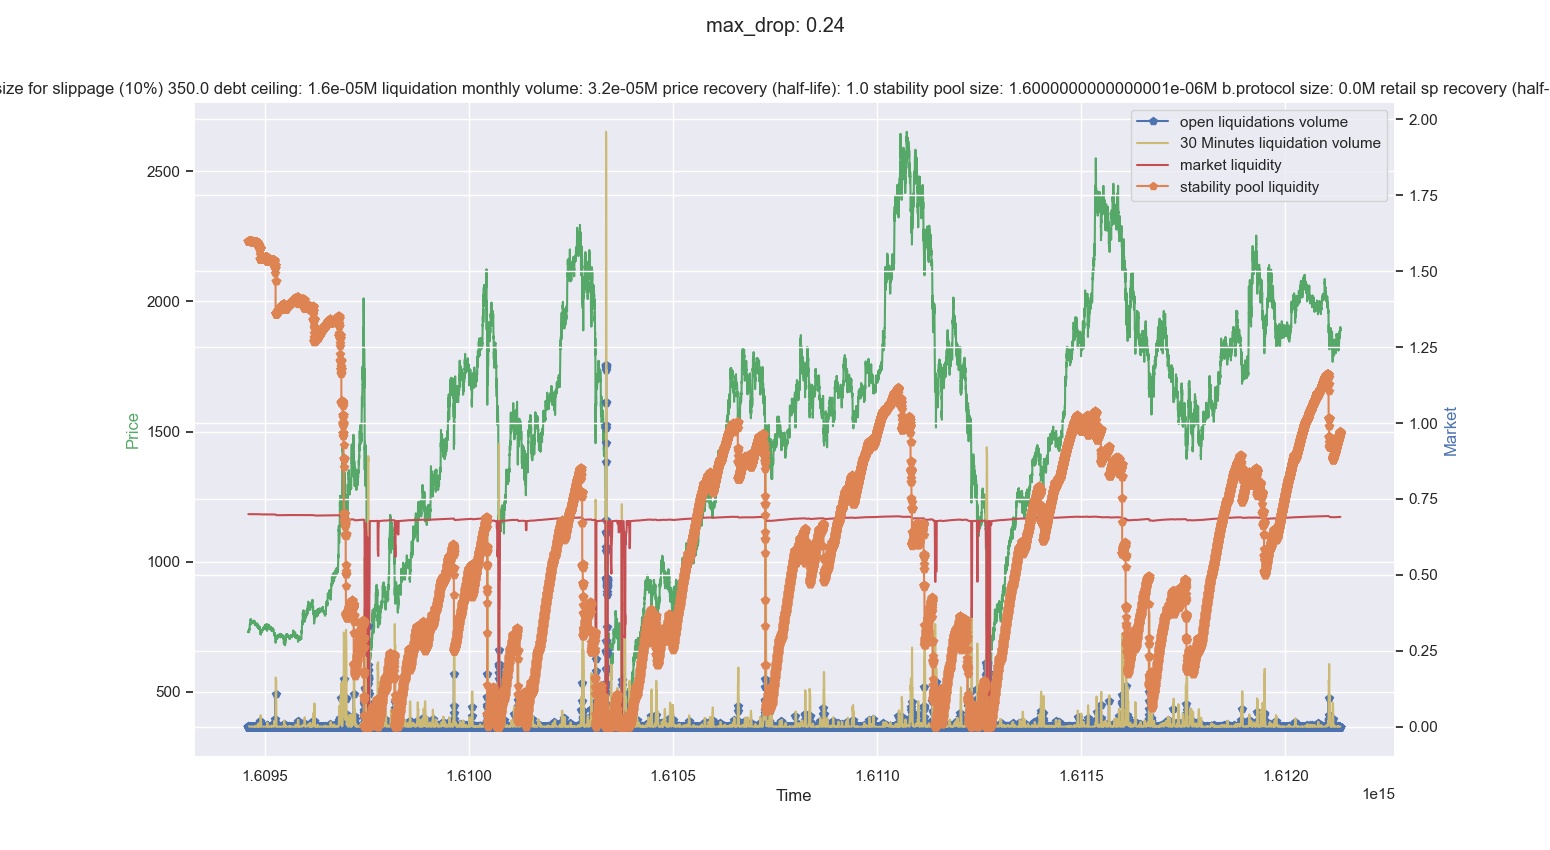 max_drop: 0.24
size for slippage (10%) 350.0 debt ceiling: 1.6e-05M liquidation monthly volume: 3.2e-05M price recovery (half-life): 1.0 stability pool size: 1.6000000000000001e-06M b.protocol size: 0.0M retail sp recovery (half-
open liquidations volume
30 Minutes liquidation volume
market liquidity
stability pool liquidity
Price
2500
2000
1500
1000
500
Market
2.00
1.75
1.50
1.25
1.00
0.75
0.50
0.25
0.00
1.6095 1.6100 1.6105 1.6110 1.6115 1.6120
Time
1e15